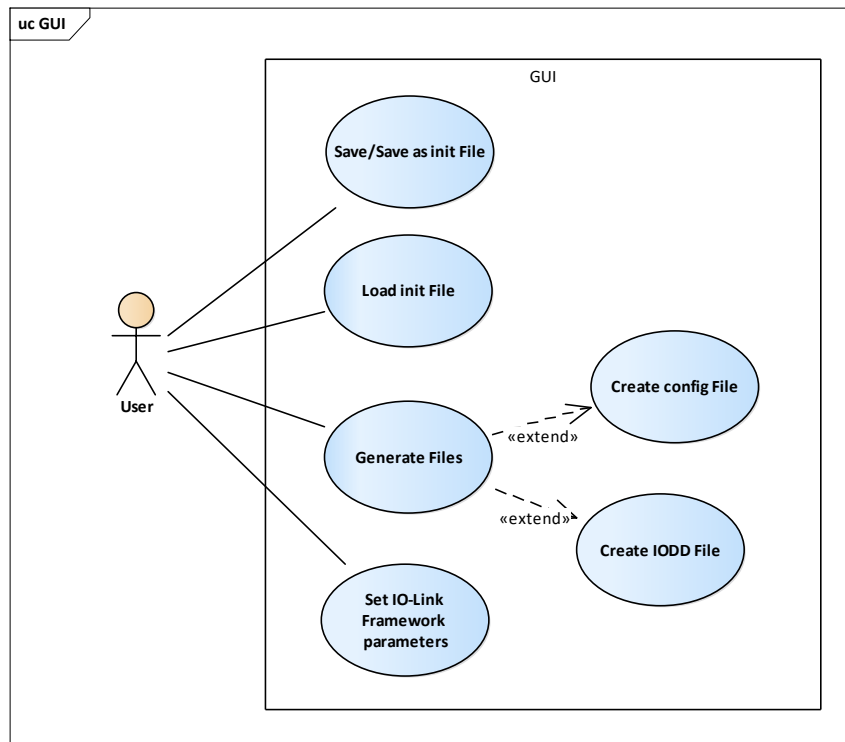 uc GUI
GUI
Save/Save as init File
Load init File
Create config File
User
«extend»
Generate Files
«extend»
Create IODD File
Set IO-Link
Framework
parameters